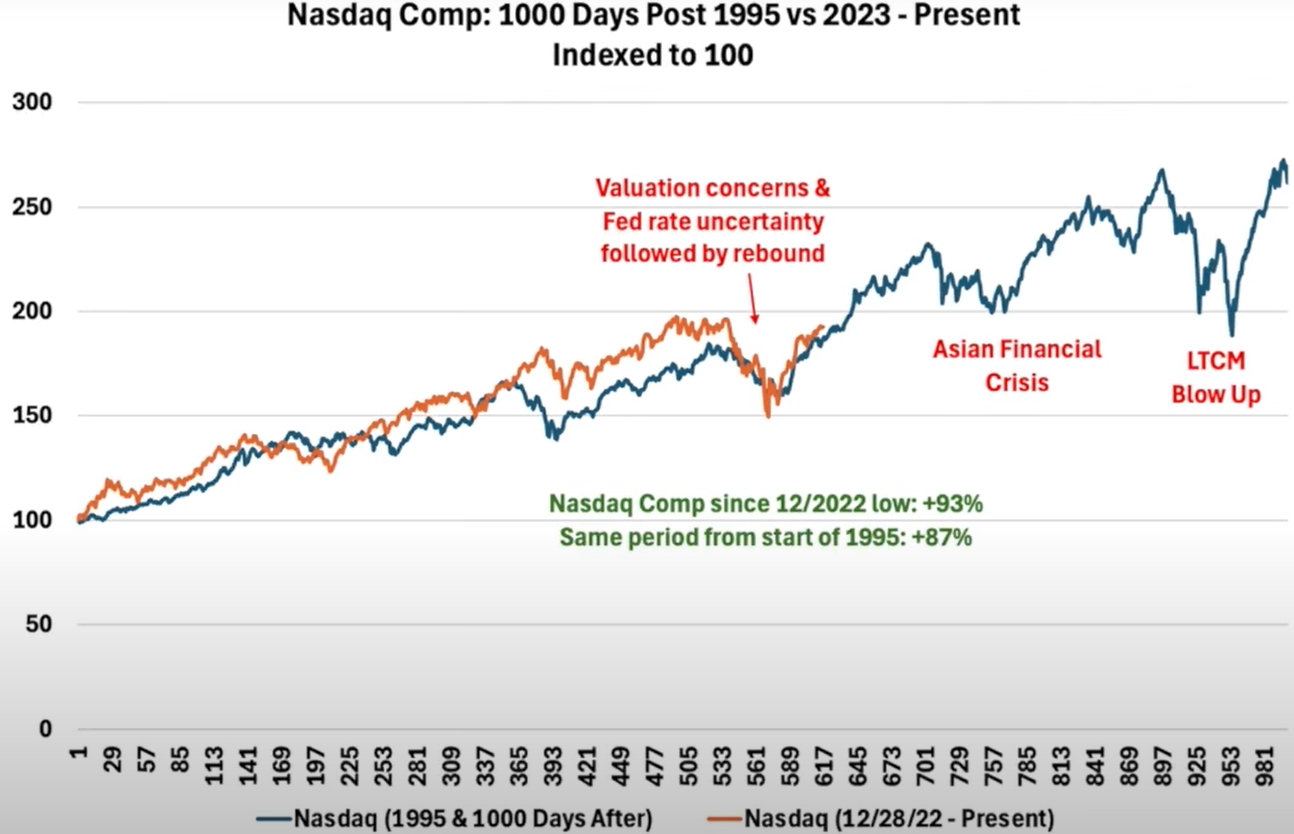 Nasdaq Comp: 1000 Days Post 1995 vs 2023 - Present
Indexed to 100
300
250
200
150
100
50
0
Valuation concerns &
Fed rate uncertainty
followed by rebound
Asian Financial
Crisis
LTCM
Blow Up
Nasdaq Comp since 12/2022 low: +93%
Same period from start of 1995: +87%
1 29 57 85 113 141 169 197 225 253 281 309 337 365 393 421 449 477 505 533 561 589 617 645 673 701 729 757 785 813 841 869 897 925 953 981
Nasdaq (1995 & 1000 Days After) Nasdaq (12/28/22 - Present)